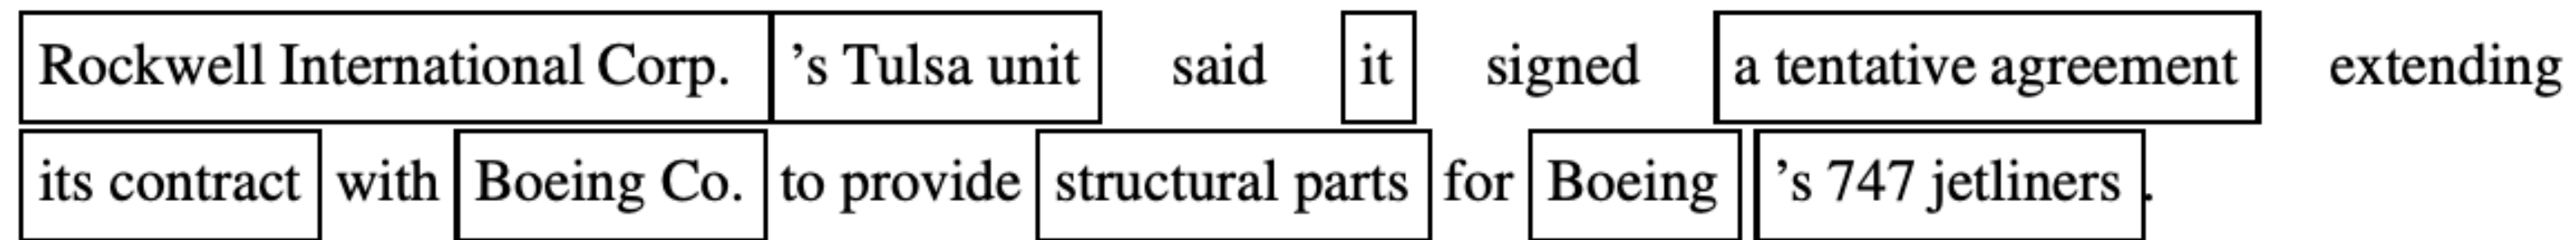 Rockwell International Corp. ’s Tulsa unit said it signed a tentative agreement extending
its contract with Boeing Co. to provide structural parts for Boeing ’s 747 jetliners .